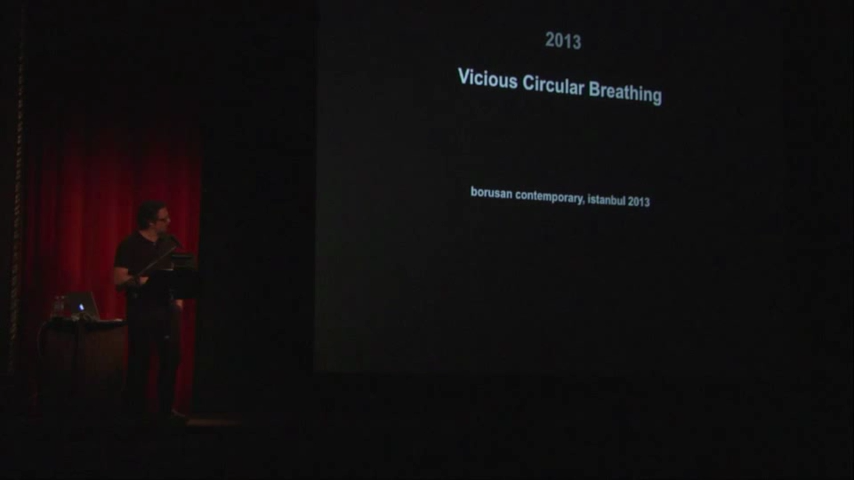 2013
Vicious Circular Breathing
borusan contemporary, istanbul 2013